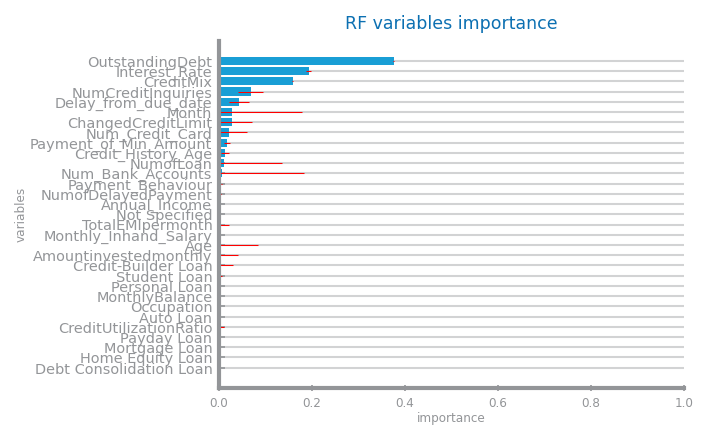 RF variables importance
OutstandingDebt
Interest_Rate
CreditMix
NumCreditInquiries
Delay_from_due_date
Month
ChangedCreditLimit
Num_Credit_Card
Payment_of_Min_Amount
Credit_History_Age
NumofLoan
Num_Bank_Accounts
Payment_Behaviour
NumofDelayedPayment
Annual_Income
Not Specified
TotalEMIpermonth
Monthly_Inhand_Salary
Age
Amountinvestedmonthly
Credit-Builder Loan
Student Loan
Personal Loan
MonthlyBalance
Occupation
Auto Loan
CreditUtilizationRatio
Payday Loan
Mortgage Loan
Home Equity Loan
Debt Consolidation Loan
variables
0.0 0.2 0.4 0.6 0.8 1.0
importance